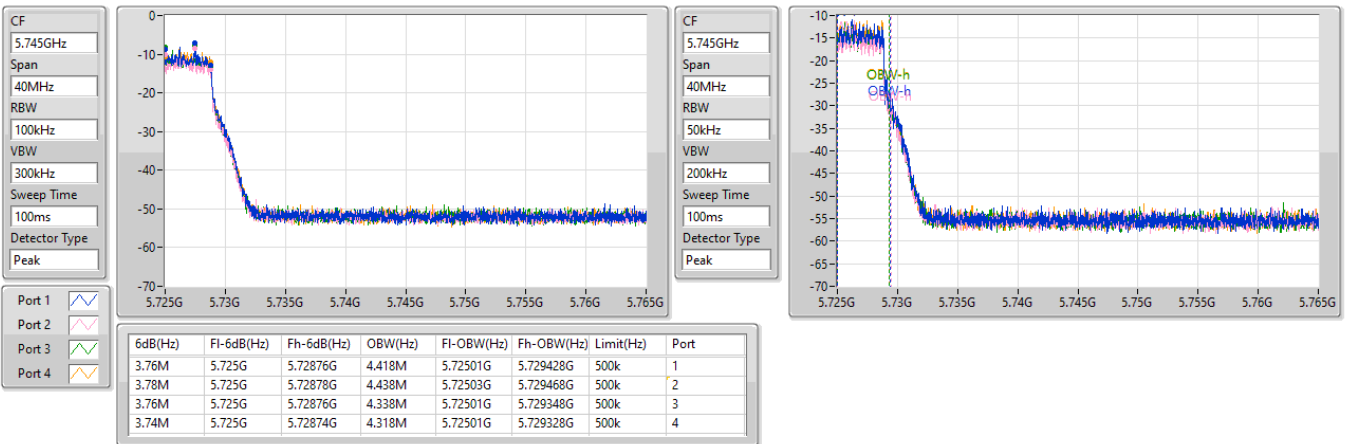 CF
5.745GHz
Span
40MHz
RBW
100kHz
VBW
300kHz
Sweep Time
100ms
Detector Type
Peak
0
-10
-20
-30
-40
-50
-60
-70
5.725G 5.73G 5.735G 5.74G 5.745G 5.75G 5.755G 5.76G 5.765G
CF
5.745GHz
Span
40MHz
RBW
50kHz
VBW
200kHz
Sweep Time
100ms
Detector Type
Peak
-10
-15
-20
-25
-30
-35
-40
-45
-50
-55
-60
-65
-70
OBW-h
OBW-h
OBW-h
5.725G 5.73G 5.735G 5.74G 5.745G 5.75G 5.755G 5.76G 5.765G
Port 1
Port 2
Port 3
Port 4
6dB(Hz) Fl-6dB(Hz) Fh-6dB(Hz) OBW(Hz) Fl-OBW(Hz) Fh-OBW(Hz) Limit(Hz) Port
3.76M 5.725G 5.72876G 4.418M 5.72501G 5.729428G 500k 1
3.78M 5.725G 5.72878G 4.438M 5.72503G 5.729468G 500k 2
3.76M 5.725G 5.72876G 4.338M 5.72501G 5.729348G 500k 3
3.74M 5.725G 5.72874G 4.318M 5.72501G 5.729328G 500k 4